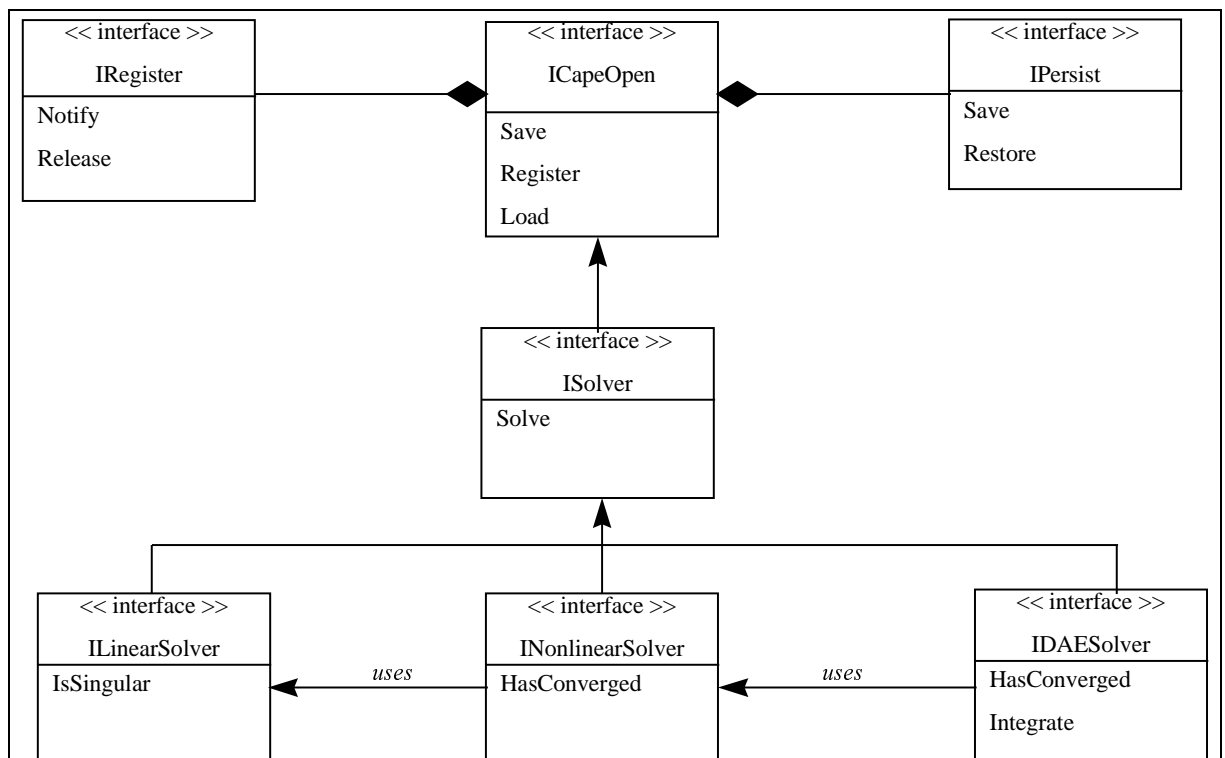 << interface >>
IRegister
Notify
Release
<< interface >>
ICapeOpen
Save
Register
Load
<< interface >>
IPersist
Save
Restore
<< interface >>
ISolver
Solve
<< interface >>
ILinearSolver
IsSingular
uses
<< interface >>
INonlinearSolver
HasConverged
uses
<< interface >>
IDAESolver
HasConverged
Integrate